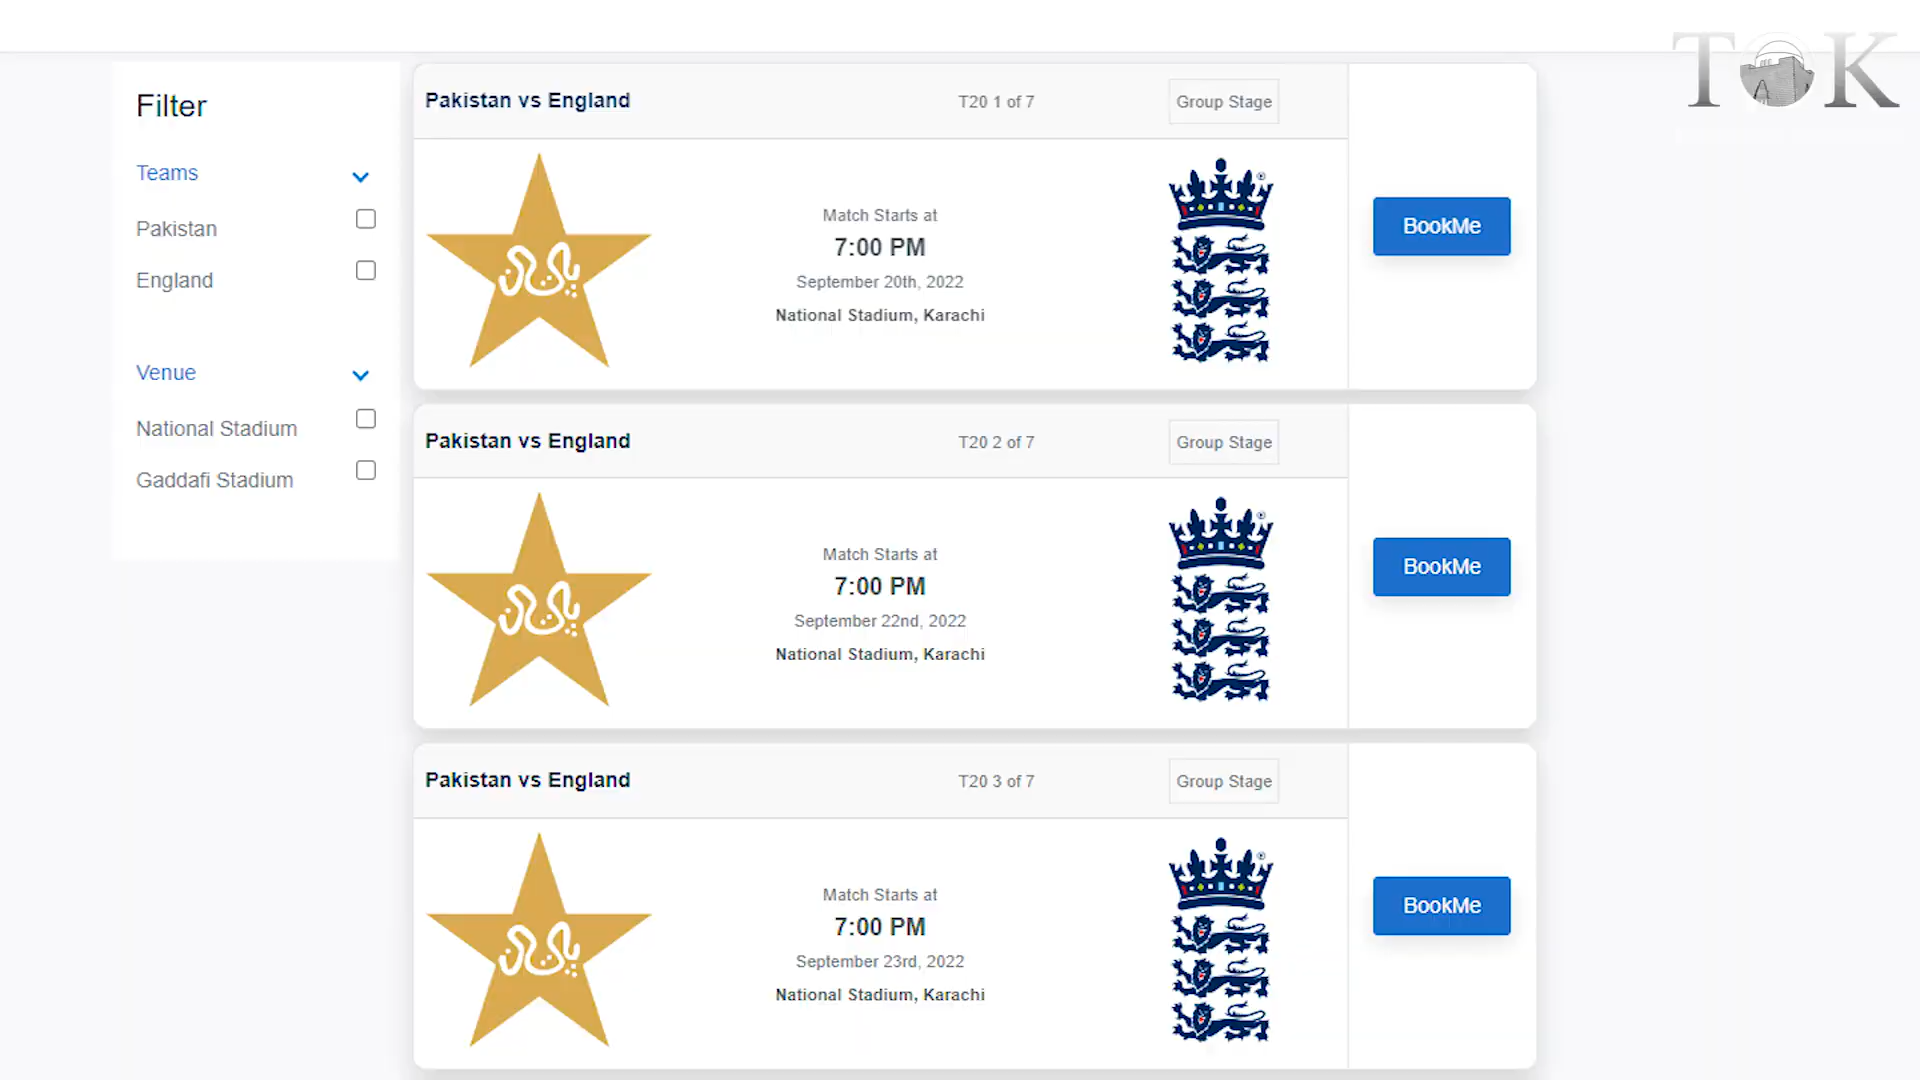 TOK
Filter
Teams
Pakistan
England
Venue
National Stadium
Gaddafi Stadium
Pakistan vs England
T20 1 of 7
Group Stage
Match Starts at
7:00 PM
September 20th, 2022
National Stadium, Karachi
®
BookMe
Pakistan vs England
T20 2 of 7
Group Stage
Match Starts at
7:00 PM
September 22nd, 2022
National Stadium, Karachi
®
BookMe
Pakistan vs England
T20 3 of 7
Group Stage
Match Starts at
7:00 PM
September 23rd, 2022
National Stadium, Karachi
®
BookMe